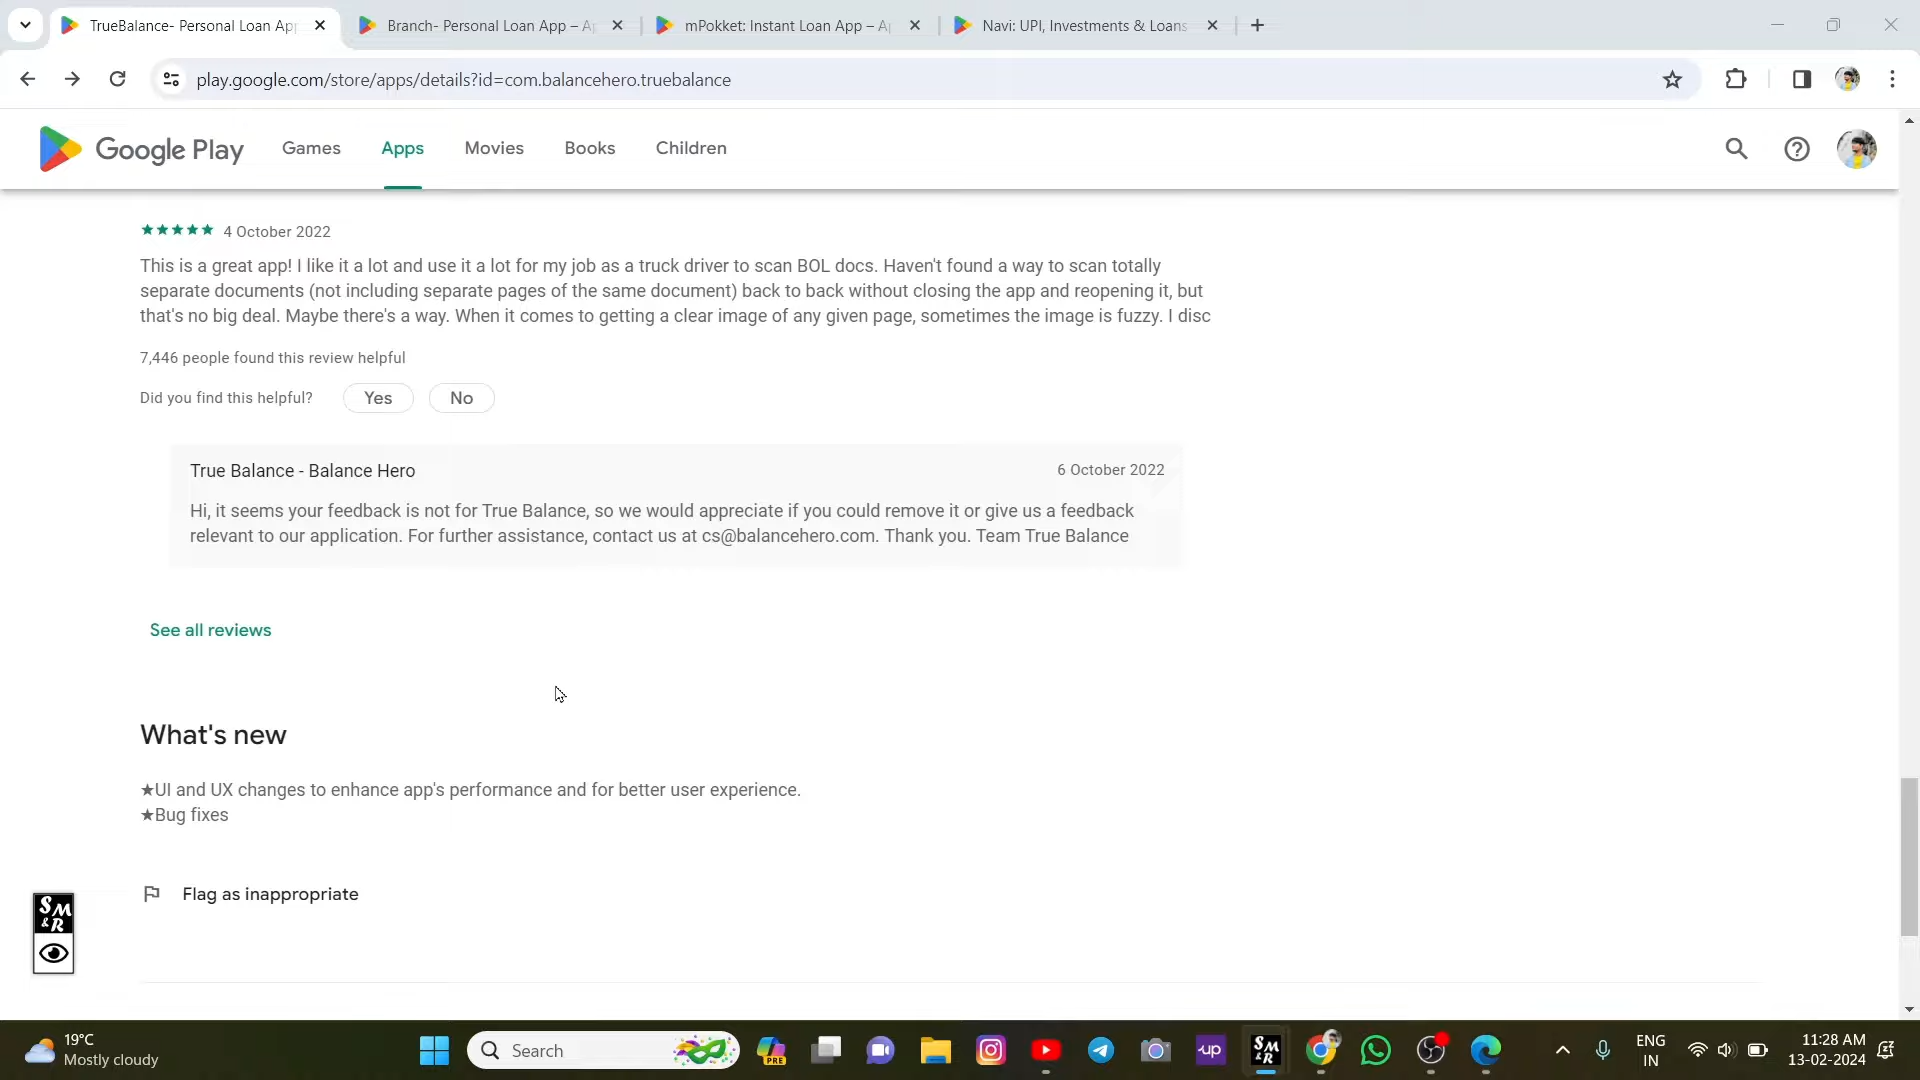 TrueBalance- Personal Loan Ap
Branch- Personal Loan App – A
mPokket: Instant Loan App – A
Navi: UPI, Investments & Loans
play.google.com/store/apps/details?id=com.balancehero.truebalance
Google Play
Games
Apps
Movies
Books
Children
4 October 2022
This is a great app! I like it a lot and use it a lot for my job as a truck driver to scan BOL docs. Haven't found a way to scan totally
separate documents (not including separate pages of the same document) back to back without closing the app and reopening it, but
that's no big deal. Maybe there's a way. When it comes to getting a clear image of any given page, sometimes the image is fuzzy. I disc
7,446 people found this review helpful
Did you find this helpful?
Yes
No
True Balance - Balance Hero
6 October 2022
Hi, it seems your feedback is not for True Balance, so we would appreciate if you could remove it or give us a feedback
relevant to our application. For further assistance, contact us at cs@balancehero.com. Thank you. Team True Balance
See all reviews
What's new
★UI and UX changes to enhance app's performance and for better user experience.
★Bug fixes
Flag as inappropriate
SM
&R
19°C
Mostly cloudy
Search
PRE
up
SM
&R
ENG
IN
11:28 AM
13-02-2024